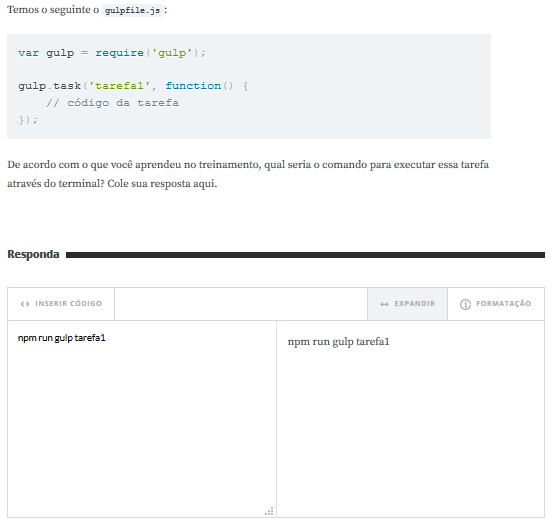 Temos o seguinte o gulpfile.js:
var gulp = require('gulp');
gulp.task('tarefa1', function() {
// código da tarefa
});
De acordo com o que você aprendeu no treinamento, qual seria o comando para executar essa tarefa
através do terminal? Cole sua resposta aqui.
Responda
<> INSERIR CÓDIGO
↔ EXPANDIR
FORMATAÇÃO
npm run gulp tarefa1
npm run gulp tarefa1